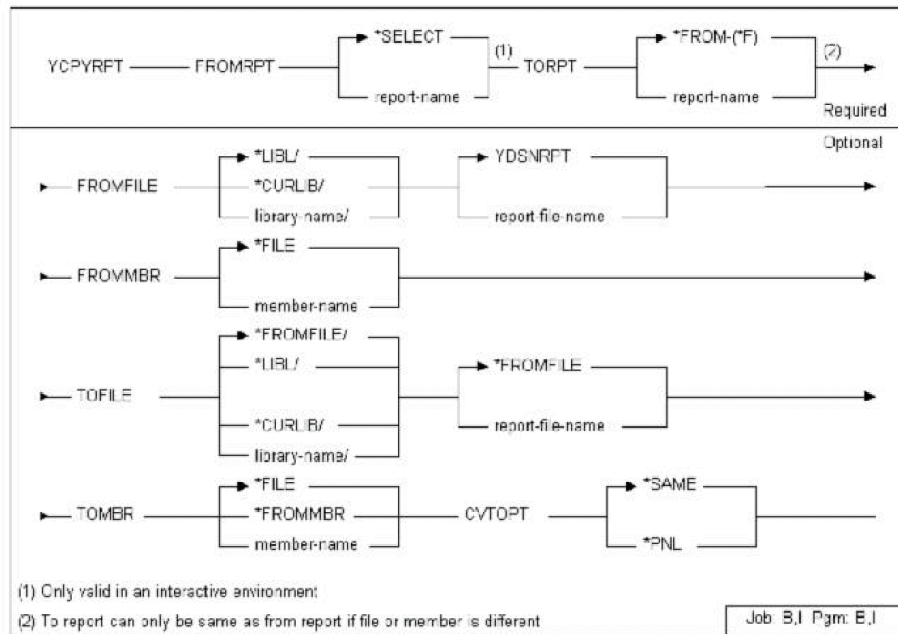 *SELECT
*FROM-(*F)
YCPYRPT FROMRPT (1) TORPT (2)
report-name report-name
Required
Optional
*LIBL/ YDSNRPT
FROMFILE *CURLIB/
library-name/ report-file-name
*FILE
FROMMBR
member-name
*FROMFILE/
*LIBL/ *FROMFILE
TOFILE
*CURLIB/ report-file-name
library-name/
*FILE *SAME
TOMBR *FROMMBR CVTOPT
member-name *PNL
(1) Only valid in an interactive environment
(2) To report can only be same as from report if file or member is different
Job: B,I Pgm: B,I